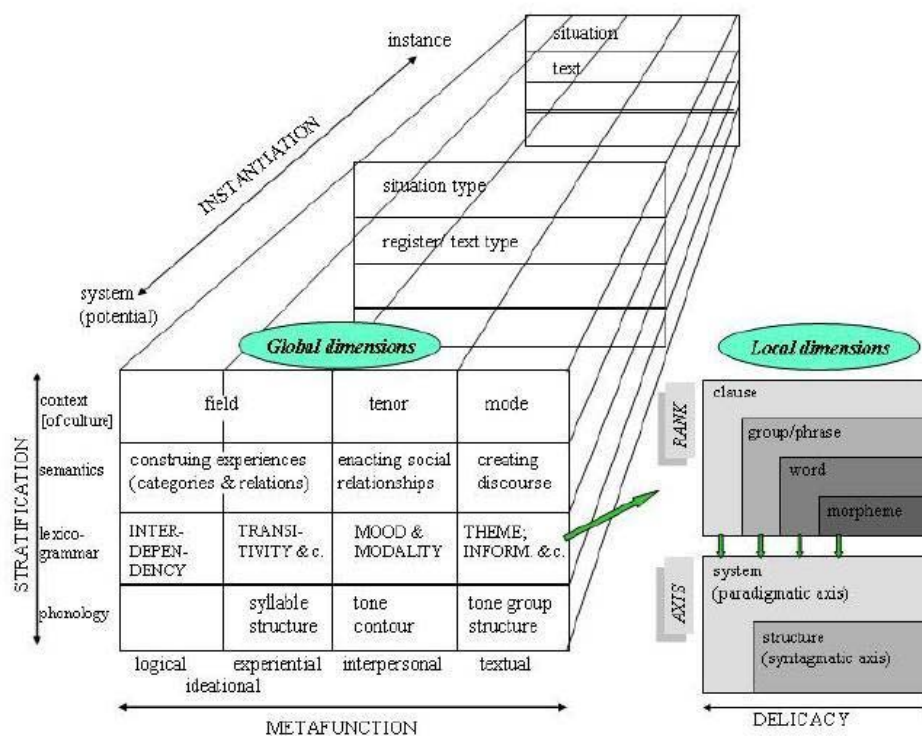 situation
instance
text
INSTANTIATION
situation type
register/ text type
system
(potential)
Global dimensions
Local dimensions
context
[of culture]
field
tenor
mode
semantics
construing experiences
(categories & relations)
enacting social
relationships
creating
discourse
lexico-
grammar
INTER-
DEPEN-
DENCY
TRANSI-
TIVITY & c.
MOOD &
MODALITY
THEME;
INFORM. & c.
phonology
syllable
structure
tone
contour
tone group
structure
STRATIFICATION
logical
experiential
interpersonal
textual
ideational
METAFUNCTION
RANK
clause
group/phrase
word
morpheme
AXIS
system
(paradigmatic axis)
structure
(syntagmatic axis)
DELICACY